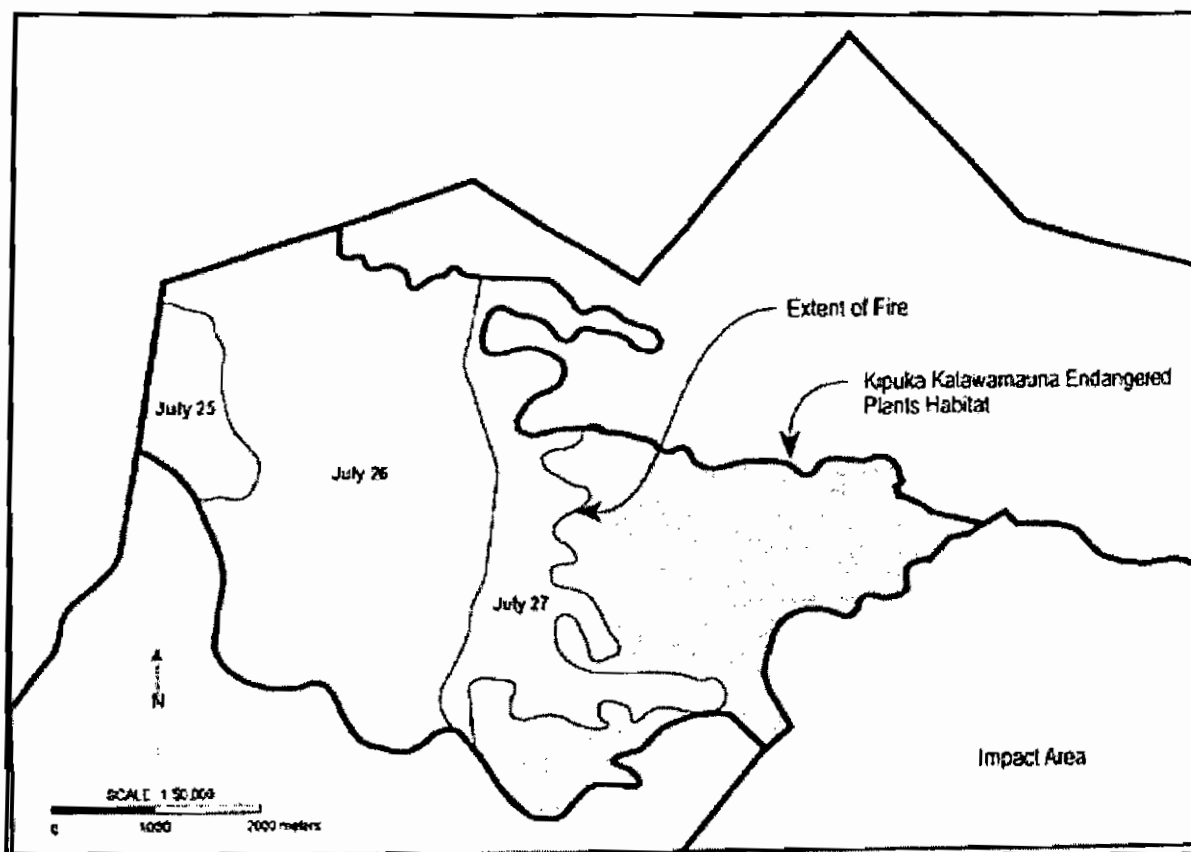 Extent of Fire
Kipuka Kalawamauna Endangered
Plants Habitat
July 25
July 26
July 27
N
Impact Area
SCALE 1:50,000
0 1000 2000 meters